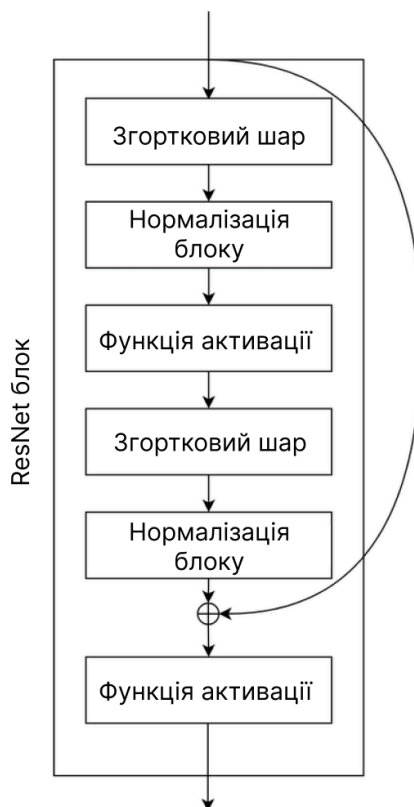 Згортковий шар
Нормалізація
блоку
Функція активації
Згортковий шар
Нормалізація
блоку
Функція активації
ResNet блок